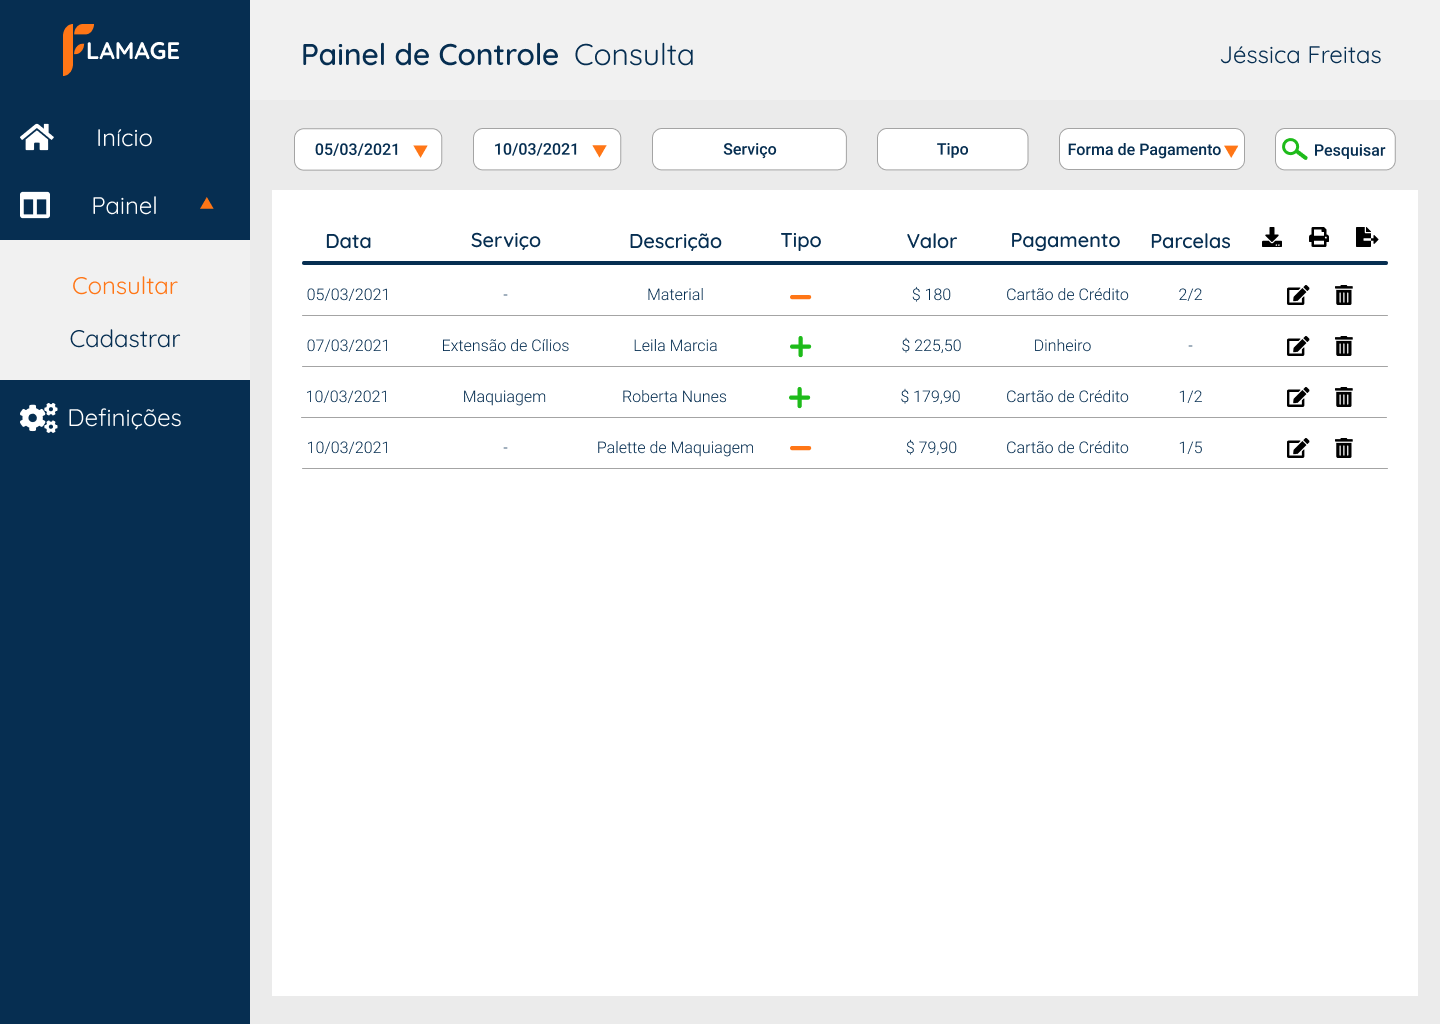 FLAMAGE
Início
Painel
Consultar
Cadastrar
Definições
Painel de Controle Consulta
Jéssica Freitas
05/03/2021 10/03/2021 Serviço Tipo Forma de Pagamento Pesquisar
Data Serviço Descrição Tipo Valor Pagamento Parcelas
05/03/2021 - Material $ 180 Cartão de Crédito 2/2
07/03/2021 Extensão de Cílios Leila Marcia $ 225,50 Dinheiro -
10/03/2021 Maquiagem Roberta Nunes $ 179,90 Cartão de Crédito 1/2
10/03/2021 - Palette de Maquiagem $ 79,90 Cartão de Crédito 1/5